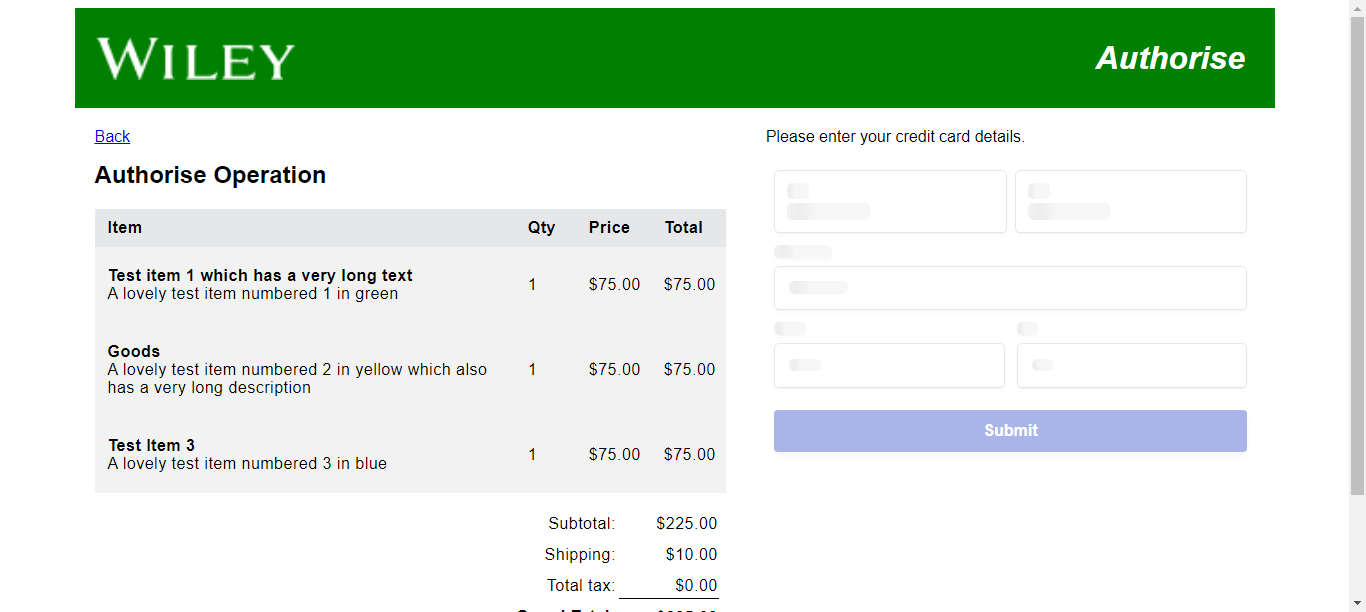 WILEY
Authorise
Back
Please enter your credit card details.
Authorise Operation
Item Qty Price Total
Test item 1 which has a very long text
A lovely test item numbered 1 in green
1 $75.00 $75.00
Goods
A lovely test item numbered 2 in yellow which also
has a very long description
1 $75.00 $75.00
Test Item 3
A lovely test item numbered 3 in blue
1 $75.00 $75.00
Submit
Subtotal: $225.00
Shipping: $10.00
Total tax: $0.00